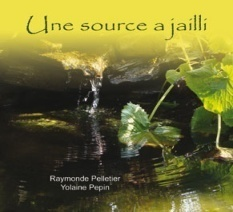 Une source a jailli
Raymonde Pelletier
Yolaine Pepin